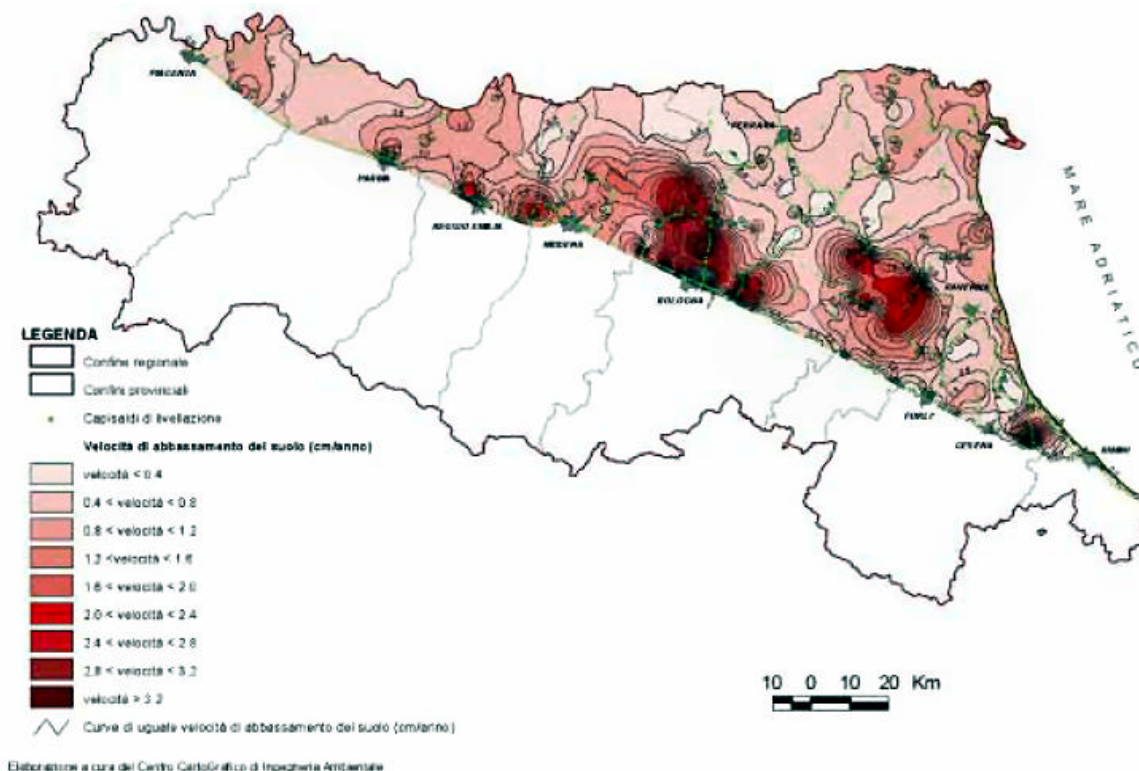 PIACENZA
PARMA
REGGIO EMILIA
MODENA
BOLOGNA
FERRARA
RAVENNA
FORLI'
CESENA
RIMINI
MARE ADRIATICO
LEGENDA
Confine regionale
Confini provinciali
Capisaldi di livellazione
Velocità di abbassamento del suolo (cm/anno)
velocità < 0.4
0.4 < velocità < 0.8
0.8 < velocità < 1.2
1.2 <velocità < 1.6
1.6 < velocità < 2.0
2.0 < velocità < 2.4
2.4 < velocità < 2.8
2.8 < velocità < 3.2
velocità > 3.2
Curve di uguale velocità di abbassamento del suolo (cm/anno)
10 0 10 20 Km
Elaborazione a cura del Centro CartoGrafico di Ingegneria Ambientale